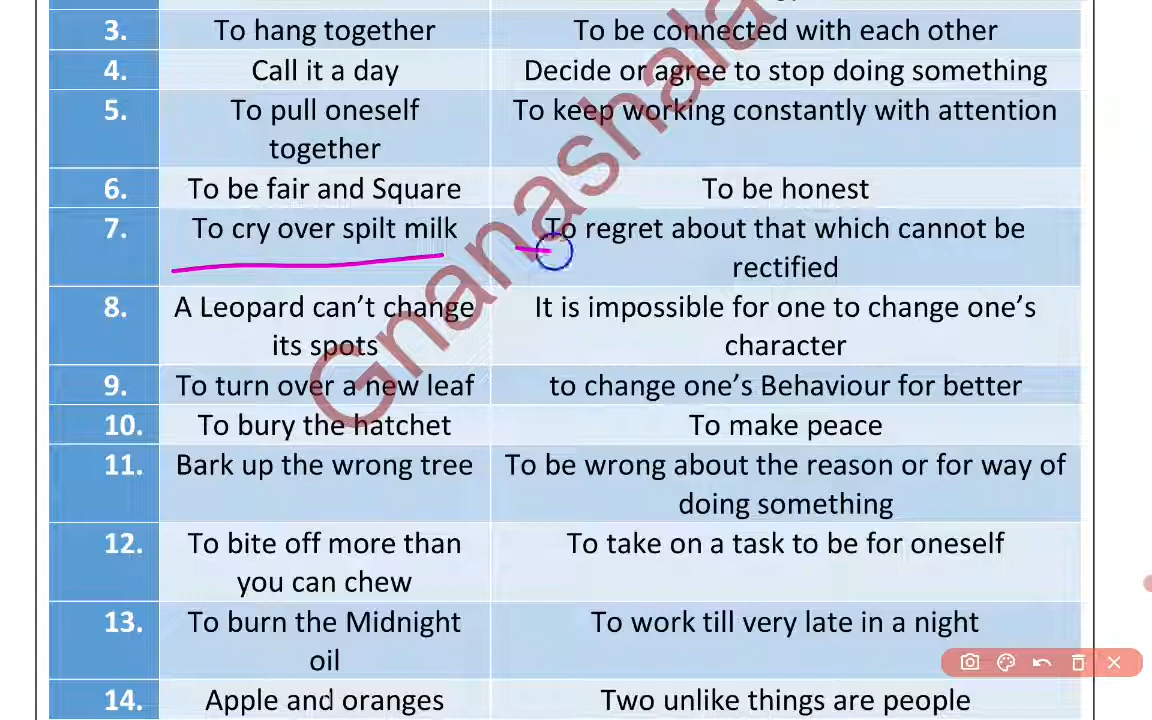 3. To hang together To be connected with each other
4. Call it a day Decide or agree to stop doing something
5. To pull oneself To keep working constantly with attention
together
6. To be fair and Square To be honest
7. To cry over spilt milk To regret about that which cannot be
rectified
8. A Leopard can’t change It is impossible for one to change one’s
its spots character
9. To turn over a new leaf to change one’s Behaviour for better
10. To bury the hatchet To make peace
11. Bark up the wrong tree To be wrong about the reason or for way of
doing something
12. To bite off more than To take on a task to be for oneself
you can chew
13. To burn the Midnight To work till very late in a night
oil
14. Apple and oranges Two unlike things are people
Gnanashala